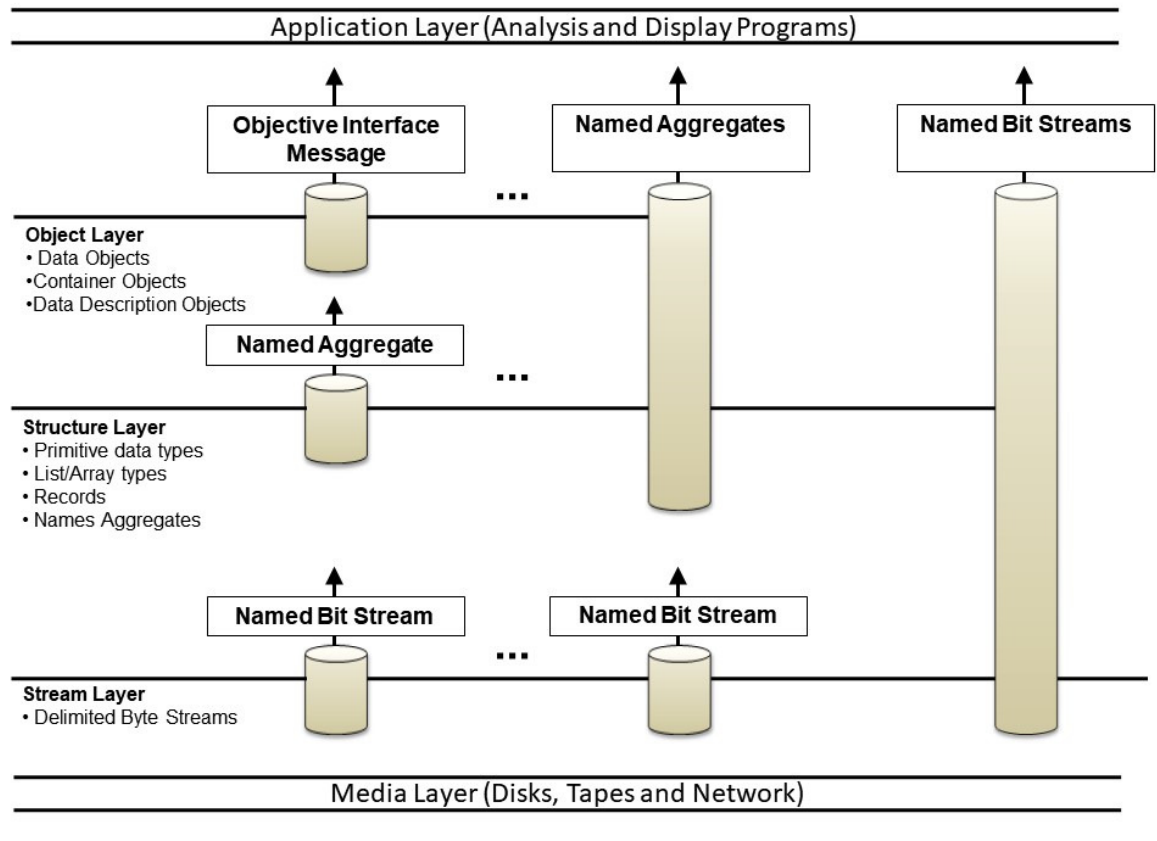 Application Layer (Analysis and Display Programs)
Objective Interface
Message
Named Aggregates
Named Bit Streams
...
Object Layer
• Data Objects
•Container Objects
•Data Description Objects
Named Aggregate
...
Structure Layer
• Primitive data types
• List/Array types
• Records
• Names Aggregates
Named Bit Stream
Named Bit Stream
...
Stream Layer
• Delimited Byte Streams
Media Layer (Disks, Tapes and Network)